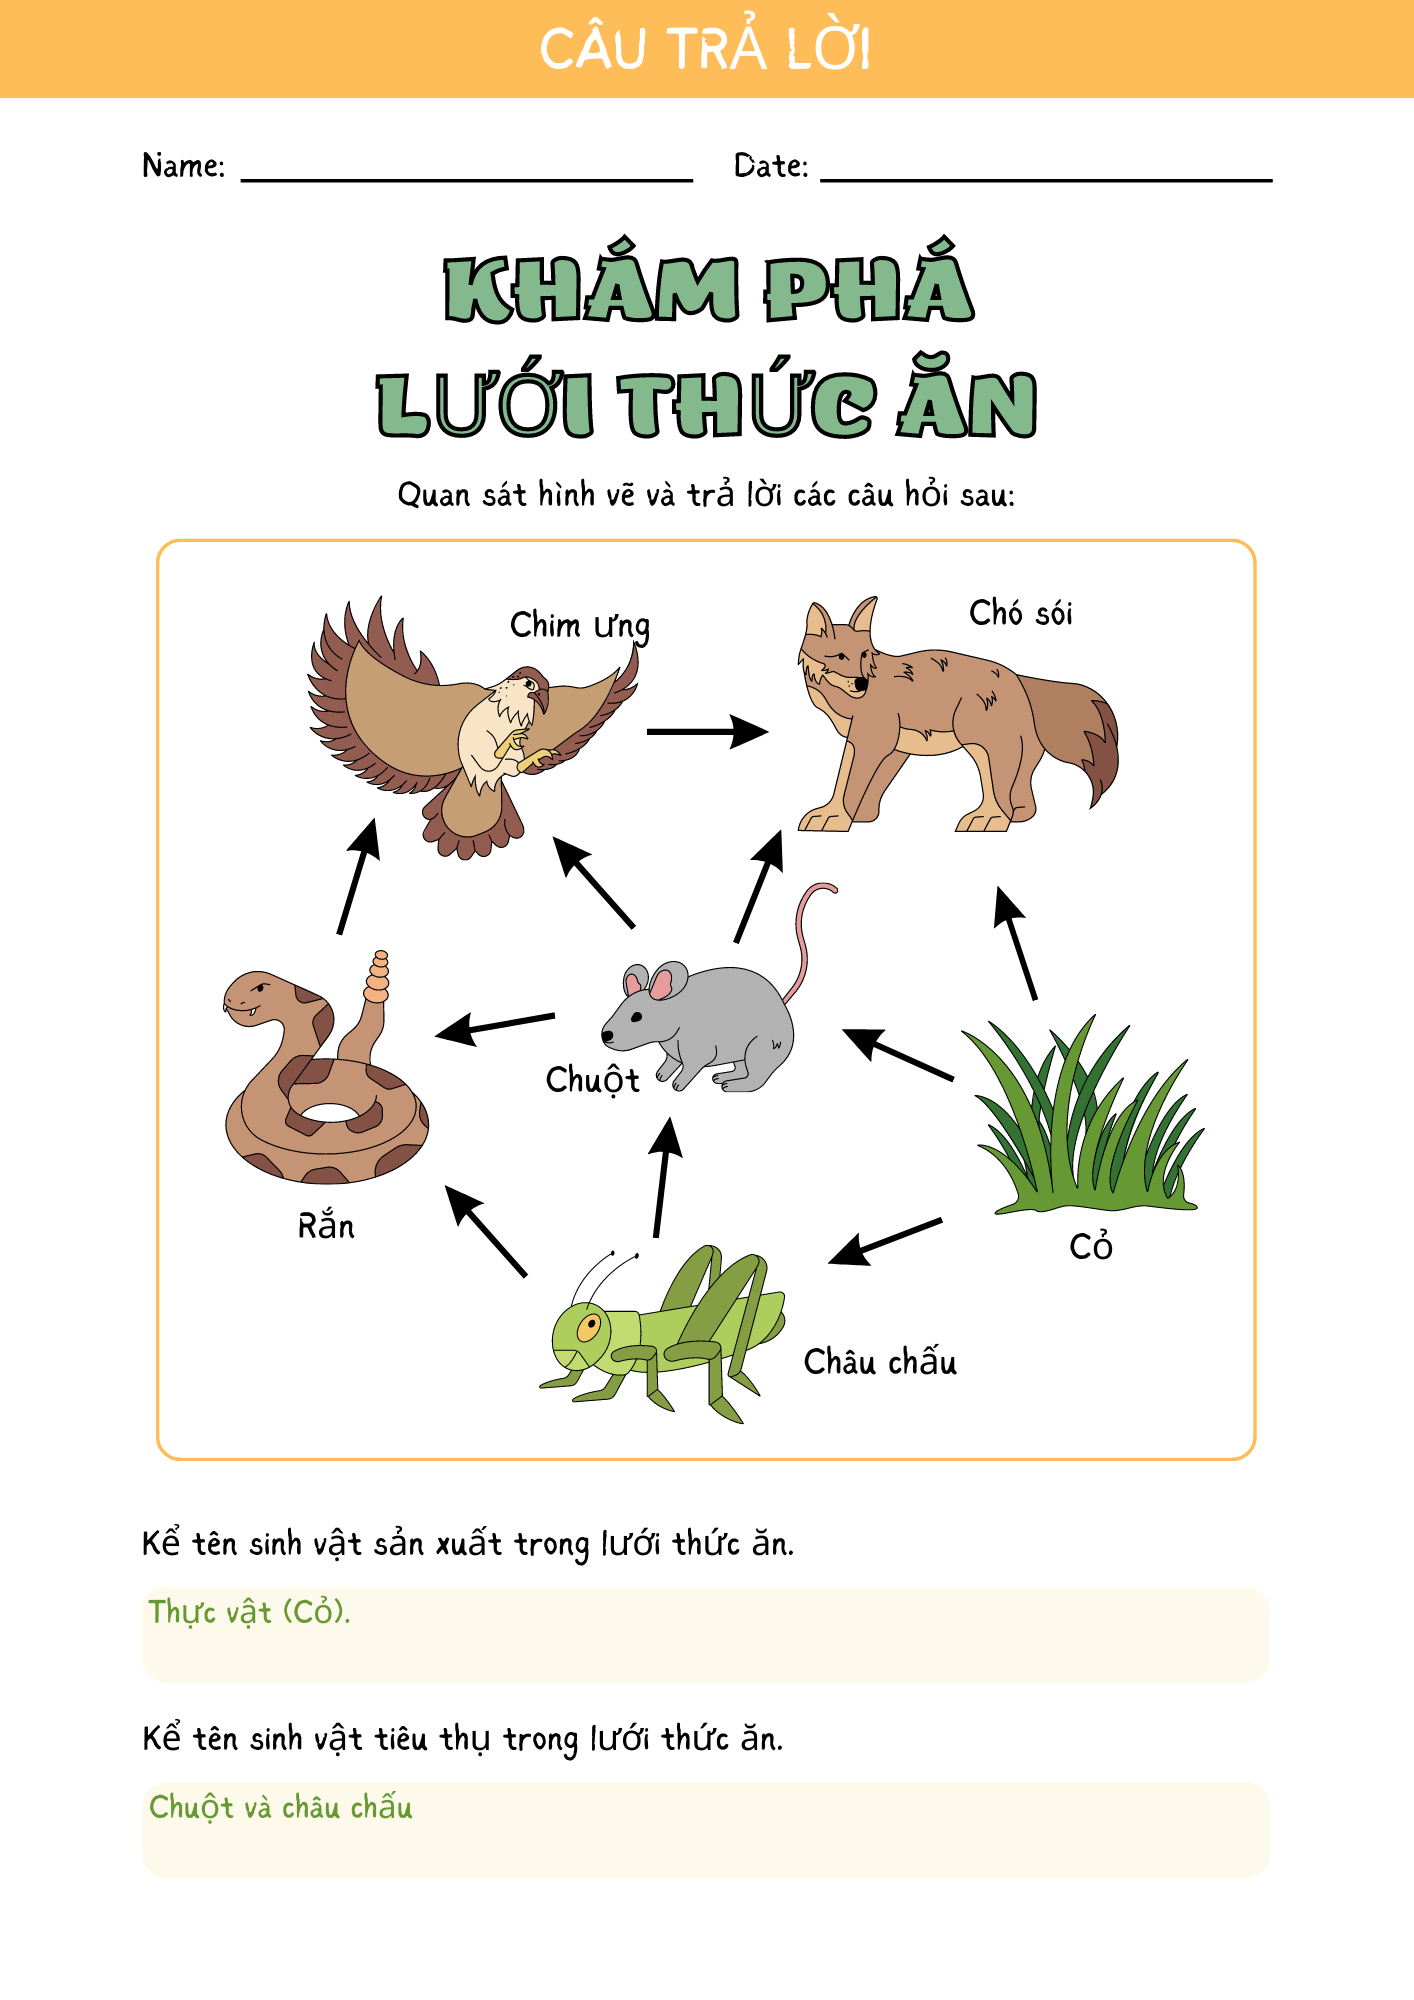 CÂU TRẢ LỜI
Name: Date:
KHÁM PHÁ
LƯỚI THỨC ĂN
Quan sát hình vẽ và trả lời các câu hỏi sau:
Chim ưng
Chó sói
Chuột
Rắn
Cỏ
Châu chấu
Kể tên sinh vật sản xuất trong lưới thức ăn.
Thực vật (Cỏ).
Kể tên sinh vật tiêu thụ trong lưới thức ăn.
Chuột và châu chấu